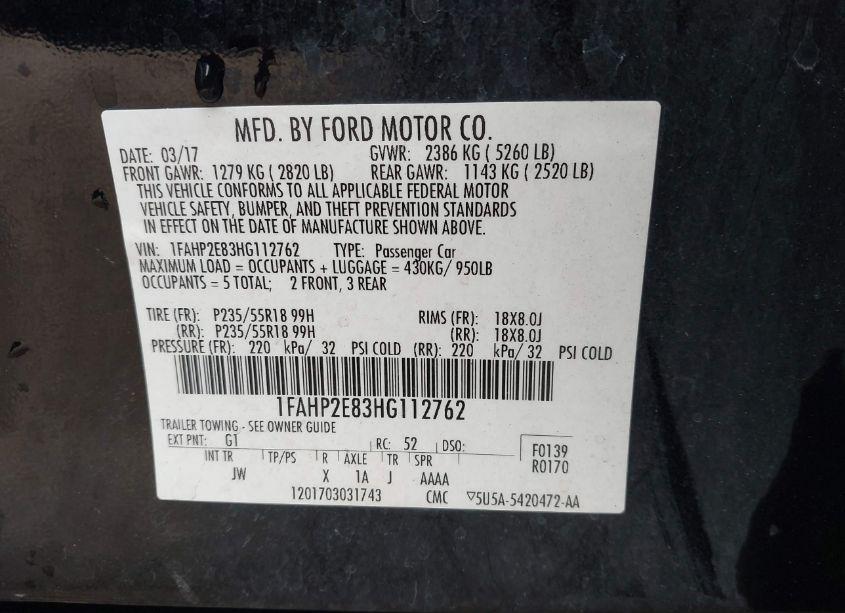 MFD. BY FORD MOTOR CO.
DATE: 03/17 GVWR: 2386 KG ( 5260 LB)
FRONT GAWR: 1279 KG ( 2820 LB) REAR GAWR: 1143 KG ( 2520 LB)
THIS VEHICLE CONFORMS TO ALL APPLICABLE FEDERAL MOTOR
VEHICLE SAFETY, BUMPER, AND THEFT PREVENTION STANDARDS
IN EFFECT ON THE DATE OF MANUFACTURE SHOWN ABOVE.
VIN: 1FAHP2E83HG112762 TYPE: Passenger Car
MAXIMUM LOAD = OCCUPANTS + LUGGAGE = 430KG/ 950LB
OCCUPANTS = 5 TOTAL; 2 FRONT, 3 REAR
TIRE (FR): P235/55R18 99H RIMS (FR): 18X8.0J
(RR): P235/55R18 99H (RR): 18X8.0J
PRESSURE (FR): 220 kPa/ 32 PSI COLD (RR): 220 kPa/ 32 PSI COLD
1FAHP2E83HG112762
TRAILER TOWING - SEE OWNER GUIDE
EXT PNT: G1 RC: 52 DSO: F0139
INT TR TP/PS R AXLE TR SPR R0170
JW X 1A J AAAA
1201703031743 CMC ▽5U5A-5420472-AA